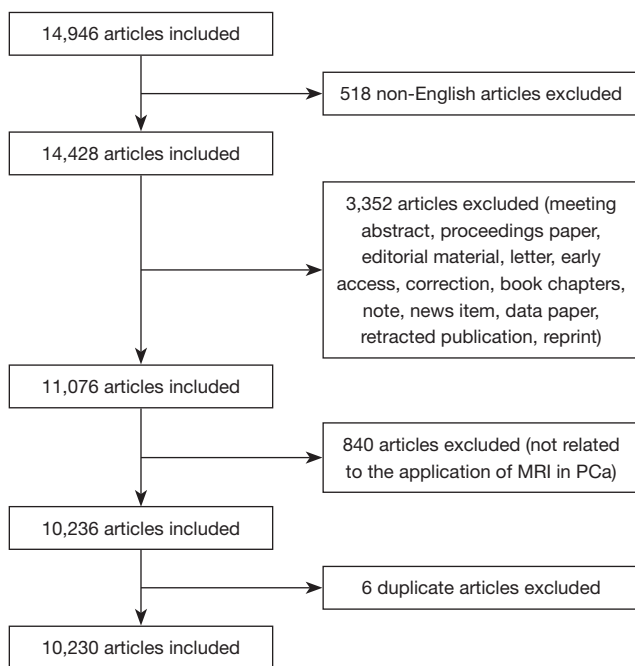 14,946 articles included
518 non-English articles excluded
14,428 articles included
3,352 articles excluded (meeting
abstract, proceedings paper,
editorial material, letter, early
access, correction, book chapters,
note, news item, data paper,
retracted publication, reprint)
11,076 articles included
840 articles excluded (not related
to the application of MRI in PCa)
10,236 articles included
6 duplicate articles excluded
10,230 articles included